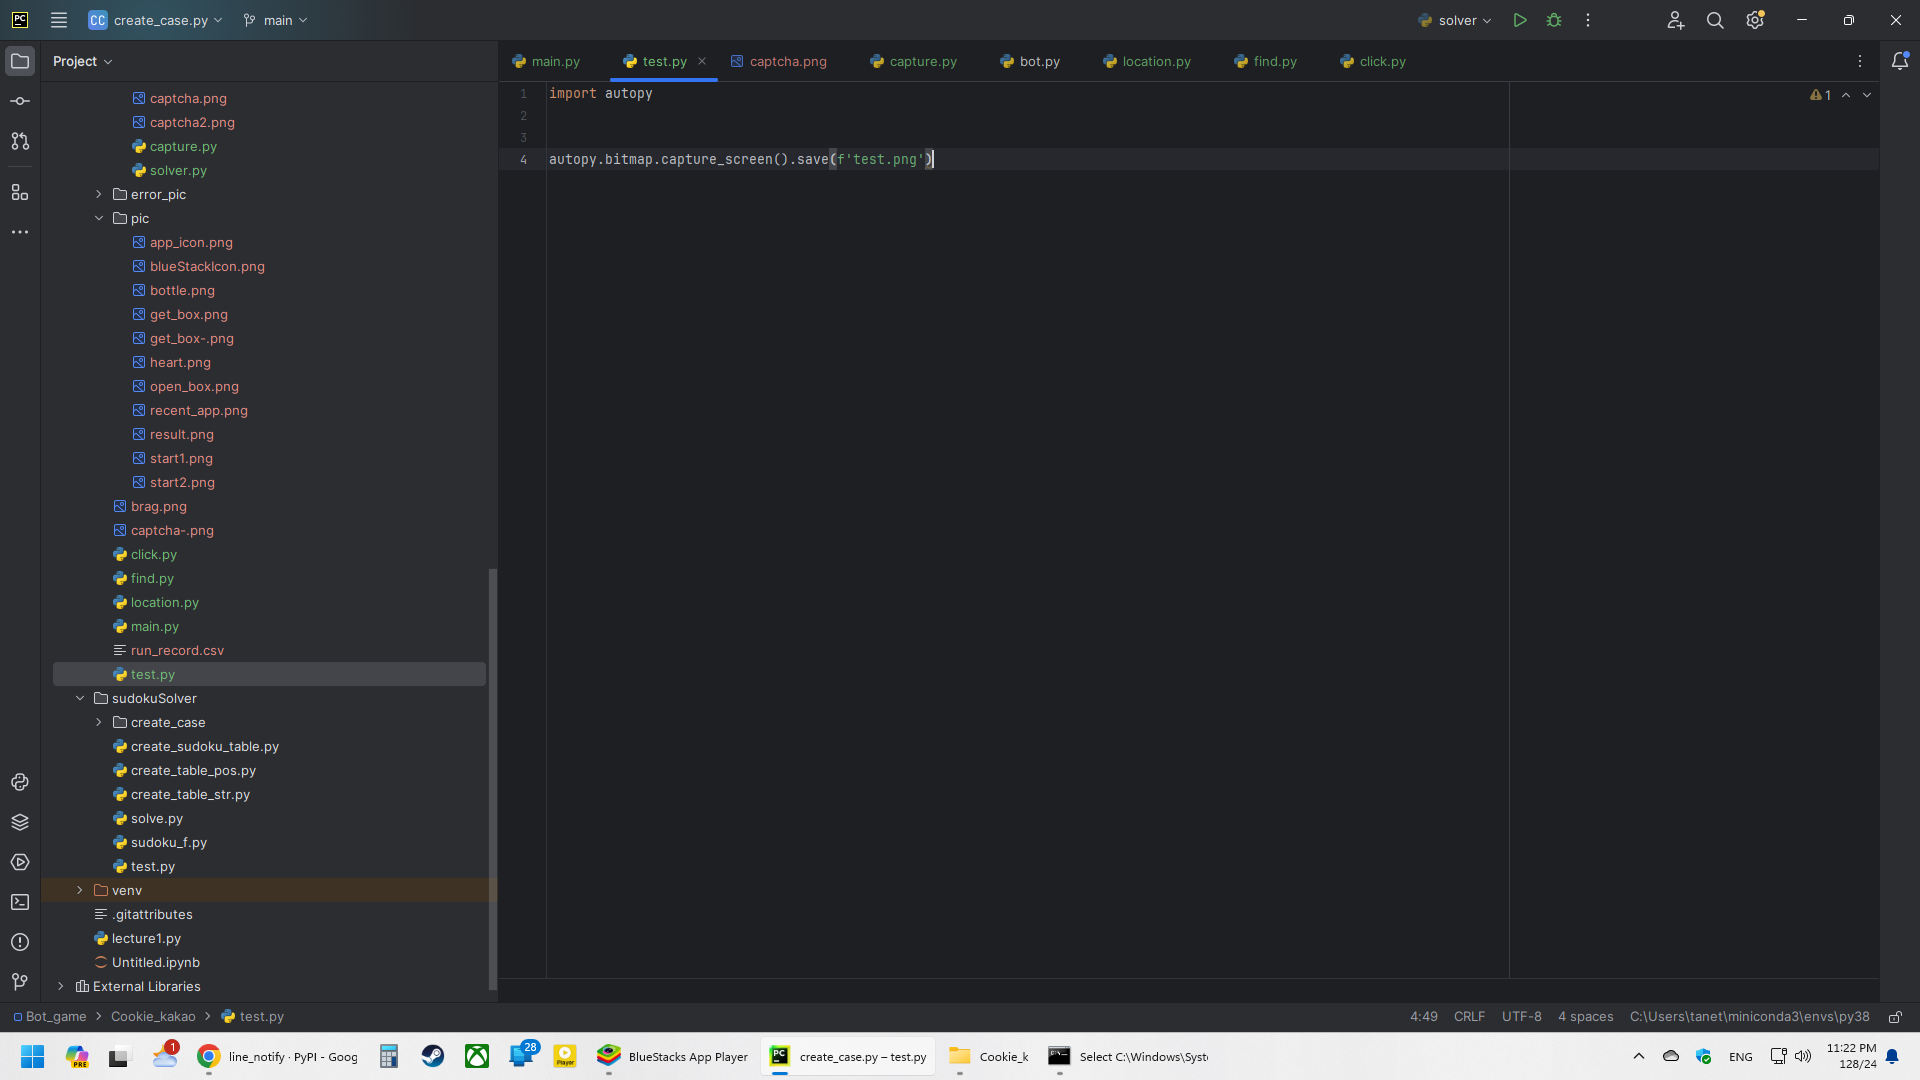 PC
CC create_case.py
main
solver
Project
main.py
test.py
captcha.png
capture.py
bot.py
location.py
find.py
click.py
captcha.png
captcha2.png
capture.py
solver.py
error_pic
pic
app_icon.png
blueStackIcon.png
bottle.png
get_box.png
get_box-.png
heart.png
open_box.png
recent_app.png
result.png
start1.png
start2.png
brag.png
captcha-.png
click.py
find.py
location.py
main.py
run_record.csv
test.py
sudokuSolver
create_case
create_sudoku_table.py
create_table_pos.py
create_table_str.py
solve.py
sudoku_f.py
test.py
venv
.gitattributes
lecture1.py
Untitled.ipynb
External Libraries
1 import autopy
2
3
4 autopy.bitmap.capture_screen().save(f'test.png')
1
Bot_game > Cookie_kakao > test.py
4:49 CRLF UTF-8 4 spaces C:\Users\tanet\miniconda3\envs\py38
PRE
1
line_notify · PyPI - Goog
28
Player
BlueStacks App Player
PC
create_case.py – test.py
Cookie_k
Select C:\Windows\Syst
ENG
11:22 PM
128/24